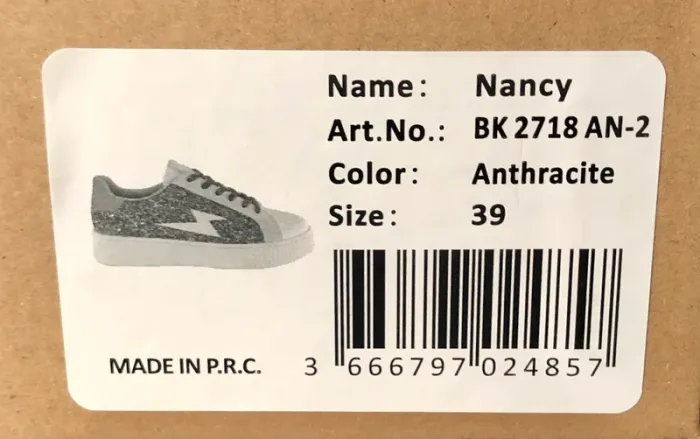 Name: Nancy
Art.No.: BK 2718 AN-2
Color: Anthracite
Size: 39
MADE IN P.R.C.
3 666797 024857